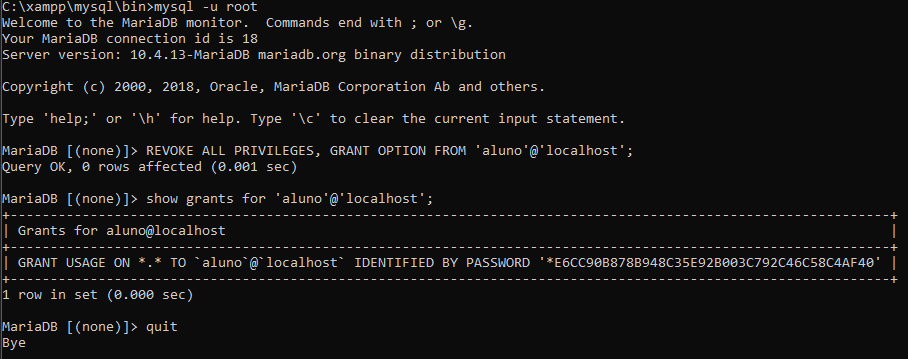 C:\xampp\mysql\bin>mysql -u root
Welcome to the MariaDB monitor.  Commands end with ; or \g.
Your MariaDB connection id is 18
Server version: 10.4.13-MariaDB mariadb.org binary distribution
Copyright (c) 2000, 2018, Oracle, MariaDB Corporation Ab and others.
Type 'help;' or '\h' for help. Type '\c' to clear the current input statement.
MariaDB [(none)]> REVOKE ALL PRIVILEGES, GRANT OPTION FROM 'aluno'@'localhost';
Query OK, 0 rows affected (0.001 sec)
MariaDB [(none)]> show grants for 'aluno'@'localhost';
+-------------------------------------------------------------------------------------------------------------+
| Grants for aluno@localhost                                                                                  |
+-------------------------------------------------------------------------------------------------------------+
| GRANT USAGE ON *.* TO `aluno`@`localhost` IDENTIFIED BY PASSWORD '*E6CC90B878B948C35E92B003C792C46C58C4AF40' |
+-------------------------------------------------------------------------------------------------------------+
1 row in set (0.000 sec)
MariaDB [(none)]> quit
Bye